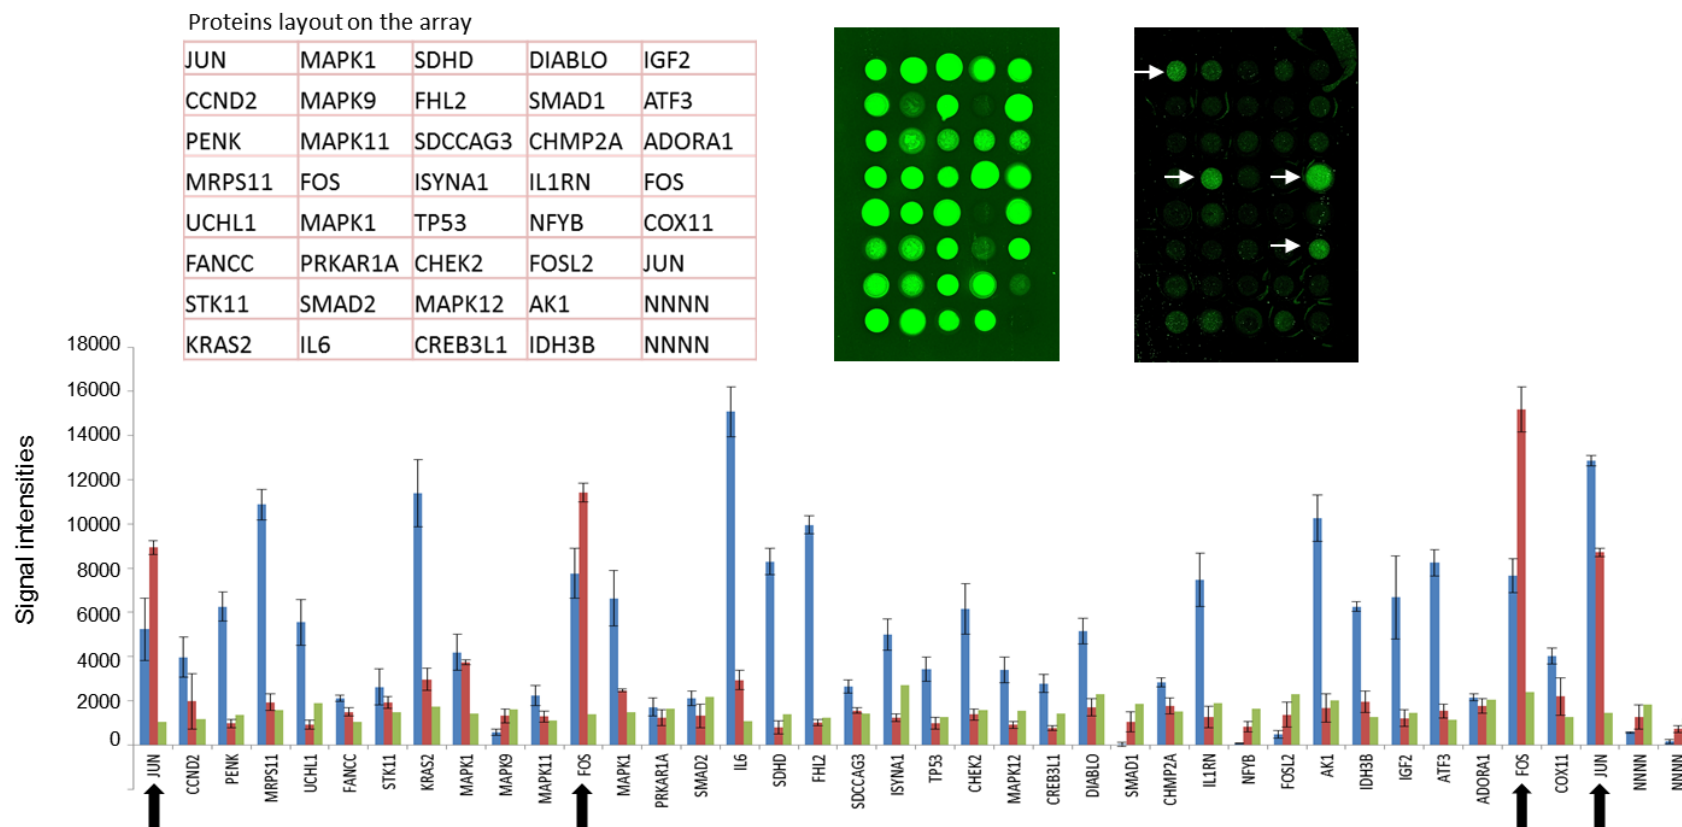 Proteins layout on the array
JUN MAPK1 SDHD DIABLO IGF2
CCND2 MAPK9 FHL2 SMAD1 ATF3
PENK MAPK11 SDCCAG3 CHMP2A ADORA1
MRPS11 FOS ISYNA1 IL1RN FOS
UCHL1 MAPK1 TP53 NFYB COX11
FANCC PRKAR1A CHEK2 FOSL2 JUN
STK11 SMAD2 MAPK12 AK1 NNNN
KRAS2 IL6 CREB3L1 IDH3B NNNN
Signal intensities
18000
16000
14000
12000
10000
8000
6000
4000
2000
0
JUN
CCND2
PENK
MRPS11
UCHL1
FANCC
STK11
KRAS2
MAPK1
MAPK9
MAPK11
FOS
MAPK1
PRKAR1A
SMAD2
IL6
SDHD
FHL2
SDCCAG3
ISYNA1
TP53
CHEK2
MAPK12
CREB3L1
DIABLO
SMAD1
CHMP2A
IL1RN
NFYB
FOSL2
AK1
IDH3B
IGF2
ATF3
ADORA1
FOS
COX11
JUN
NNNN
NNNN